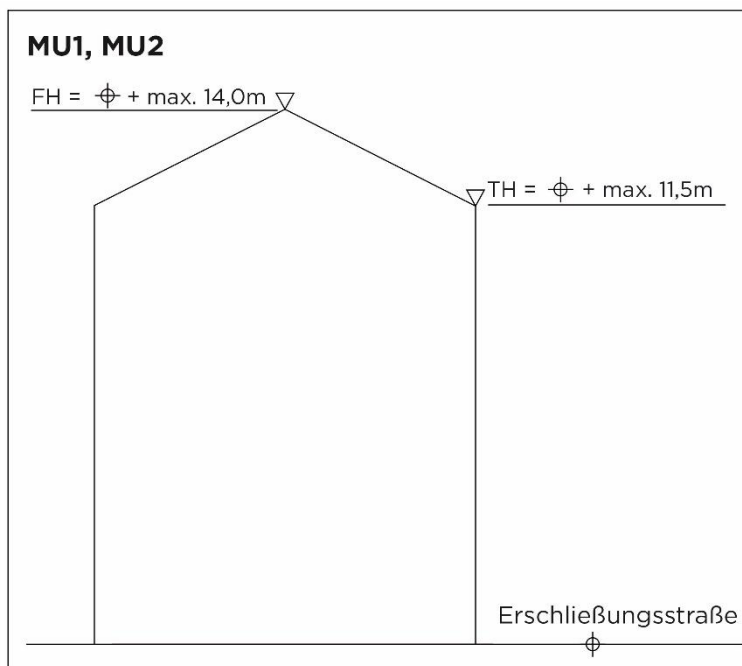 MU1, MU2
FH = ⌖ + max. 14,0m
TH = ⌖ + max. 11,5m
Erschließungsstraße